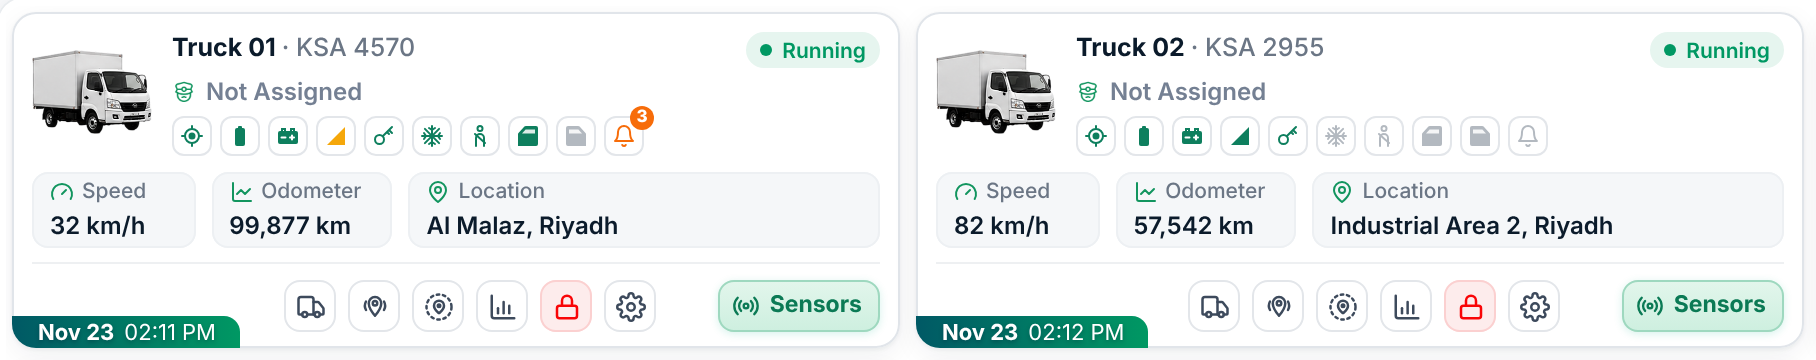 Truck 01 · KSA 4570
Running
Not Assigned
3
Speed
32 km/h
Odometer
99,877 km
Location
Al Malaz, Riyadh
Sensors
Nov 23 02:11 PM
Truck 02 · KSA 2955
Running
Not Assigned
Speed
82 km/h
Odometer
57,542 km
Location
Industrial Area 2, Riyadh
Sensors
Nov 23 02:12 PM